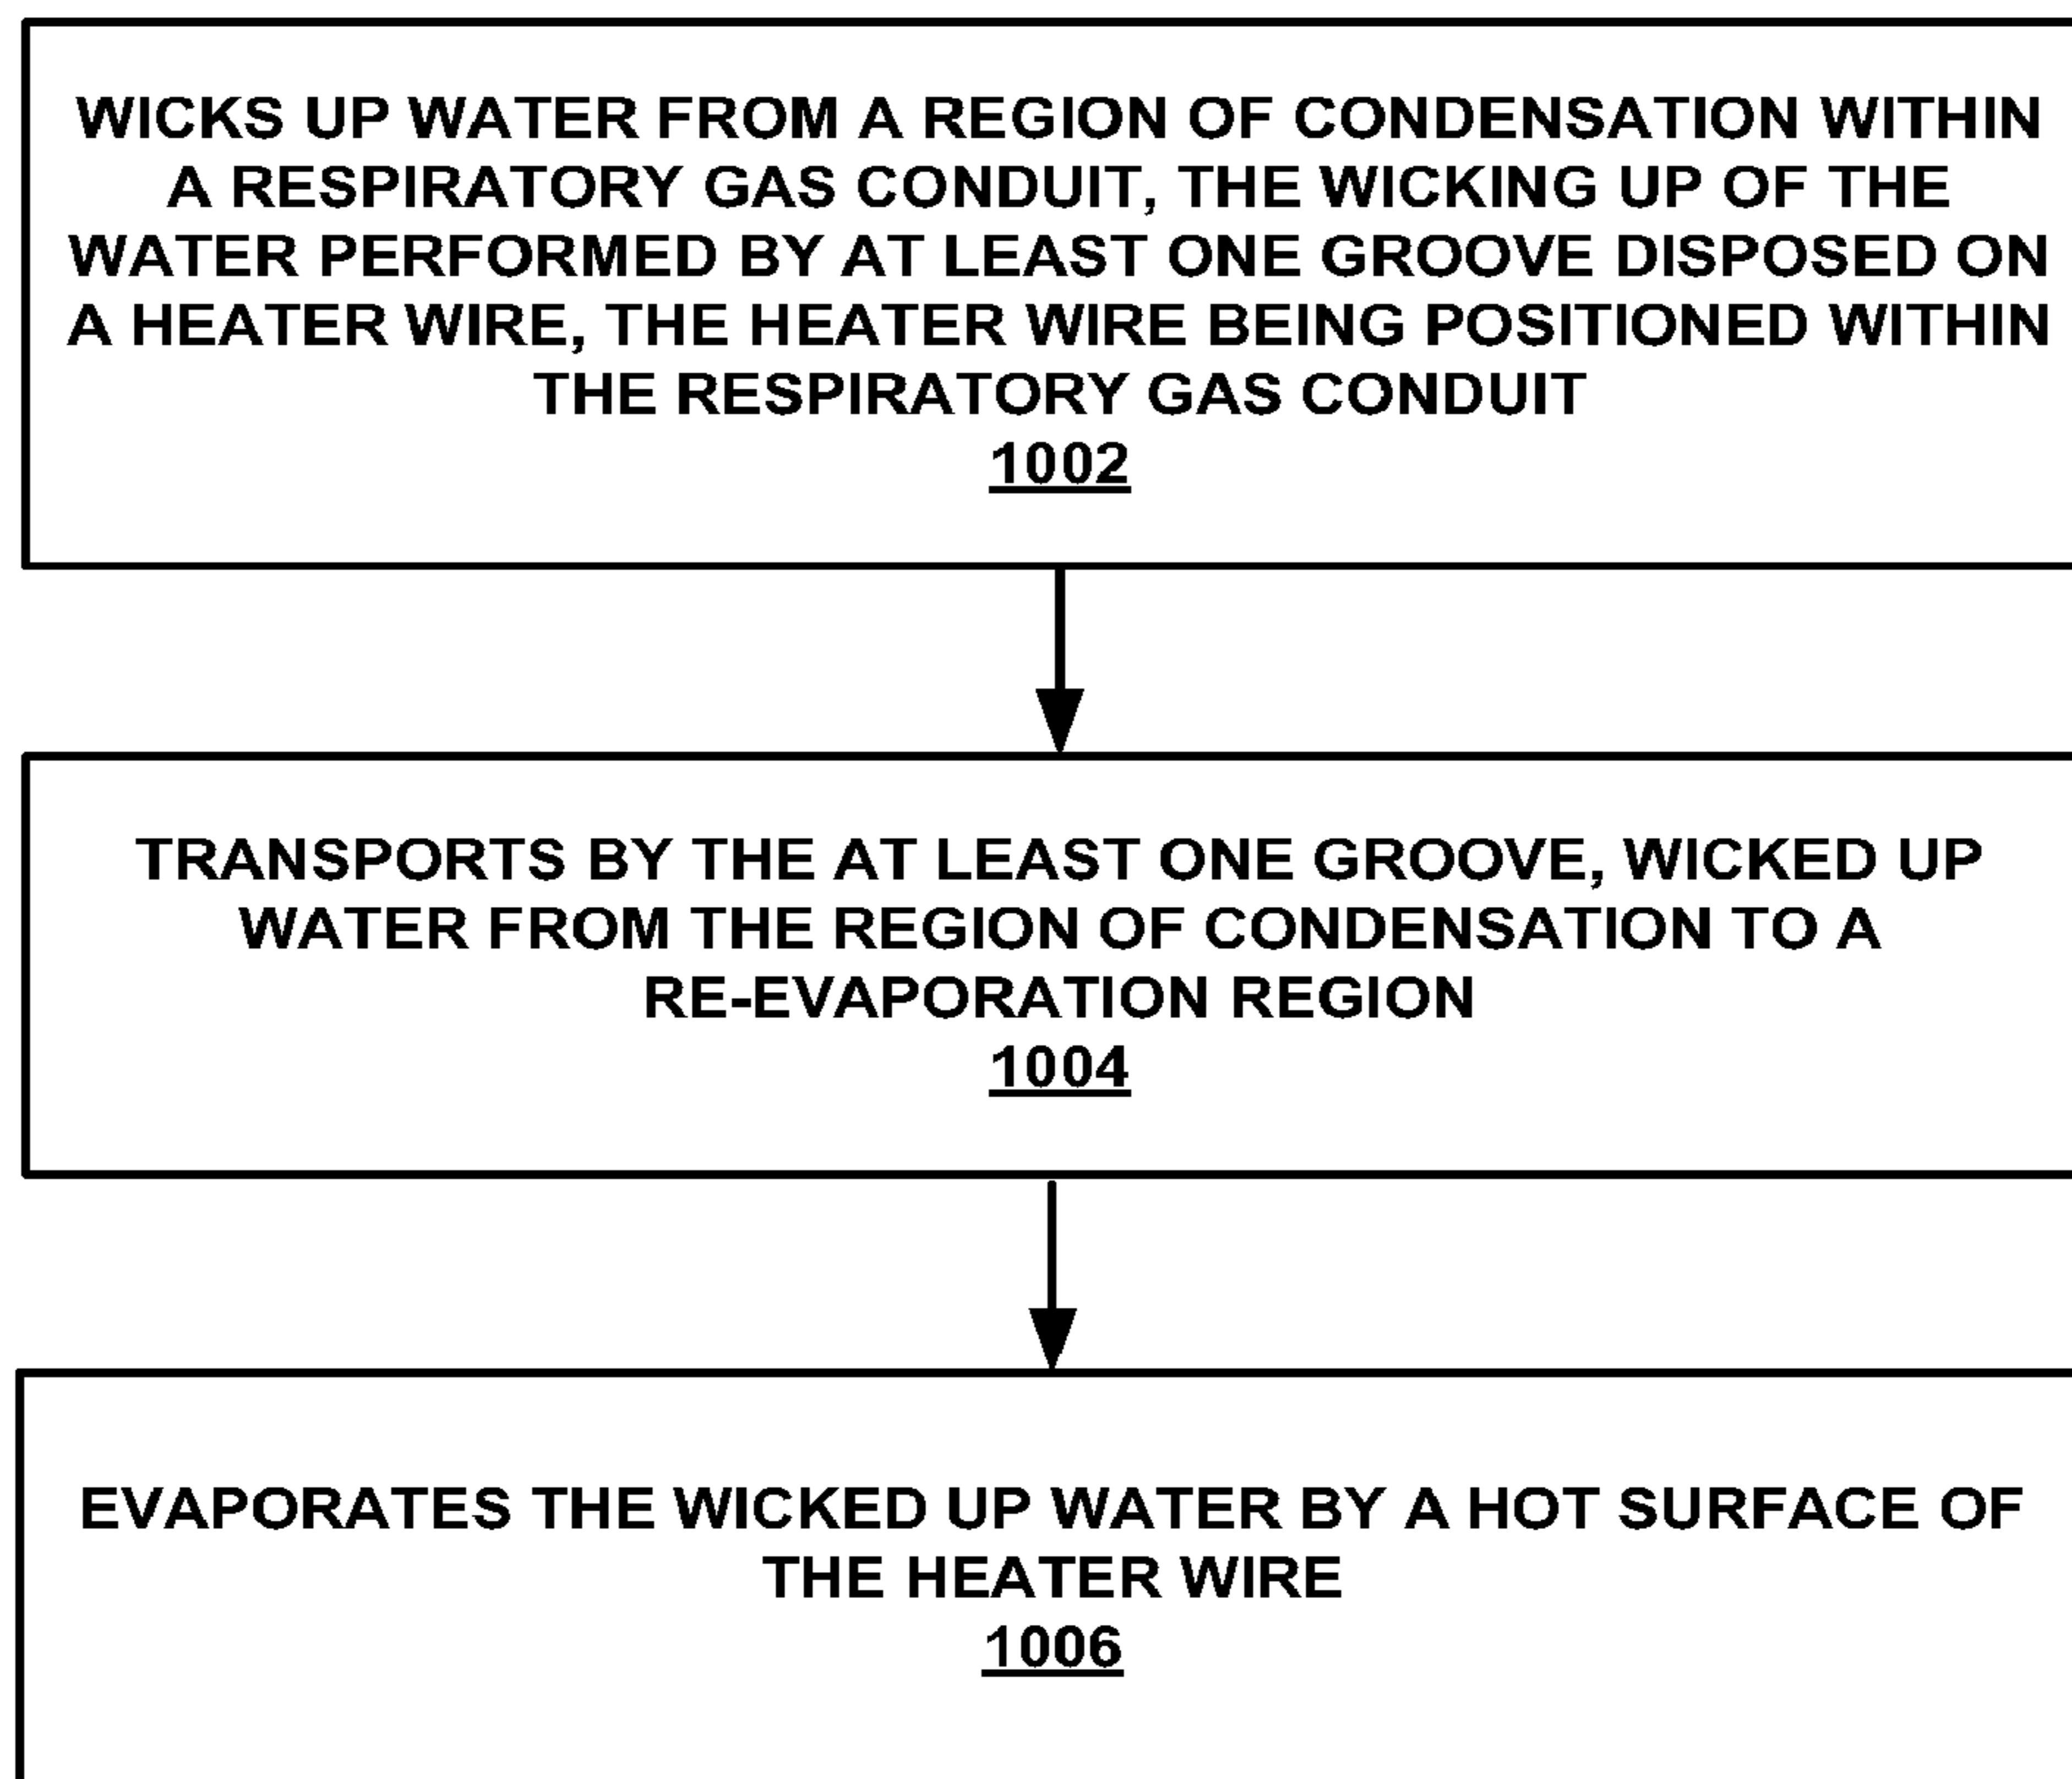 WICKS UP WATER FROM A REGION OF CONDENSATION WITHIN
A RESPIRATORY GAS CONDUIT, THE WICKING UP OF THE
WATER PERFORMED BY AT LEAST ONE GROOVE DISPOSED ON
A HEATER WIRE, THE HEATER WIRE BEING POSITIONED WITHIN
THE RESPIRATORY GAS CONDUIT
1002
TRANSPORTS BY THE AT LEAST ONE GROOVE, WICKED UP
WATER FROM THE REGION OF CONDENSATION TO A
RE-EVAPORATION REGION
1004
EVAPORATES THE WICKED UP WATER BY A HOT SURFACE OF
THE HEATER WIRE
1006